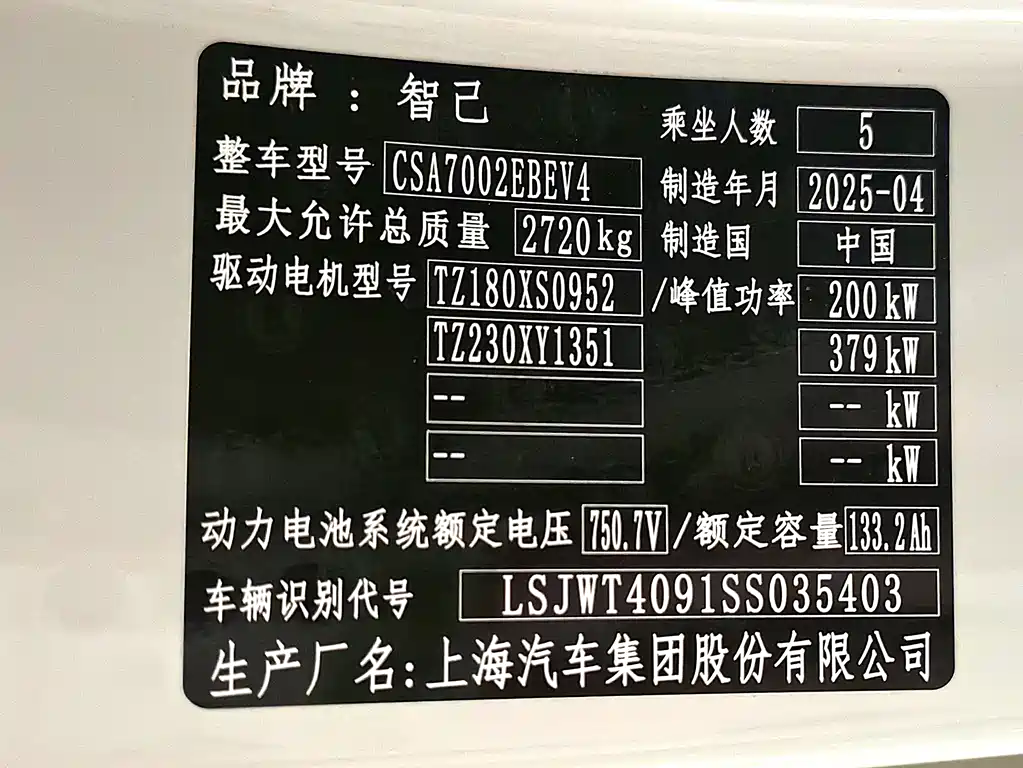 品牌 : 智己
乘坐人数 5
整车型号 CSA7002EBEV4 制造年月 2025-04
最大允许总质量 2720kg 制造国 中国
驱动电机型号 TZ180XS0952 /峰值功率 200kW
TZ230XY1351 379kW
-- -- kW
-- -- kW
动力电池系统额定电压 750.7V /额定容量 133.2Ah
车辆识别代号 LSJWT4091SS035403
生产厂名:上海汽车集团股份有限公司